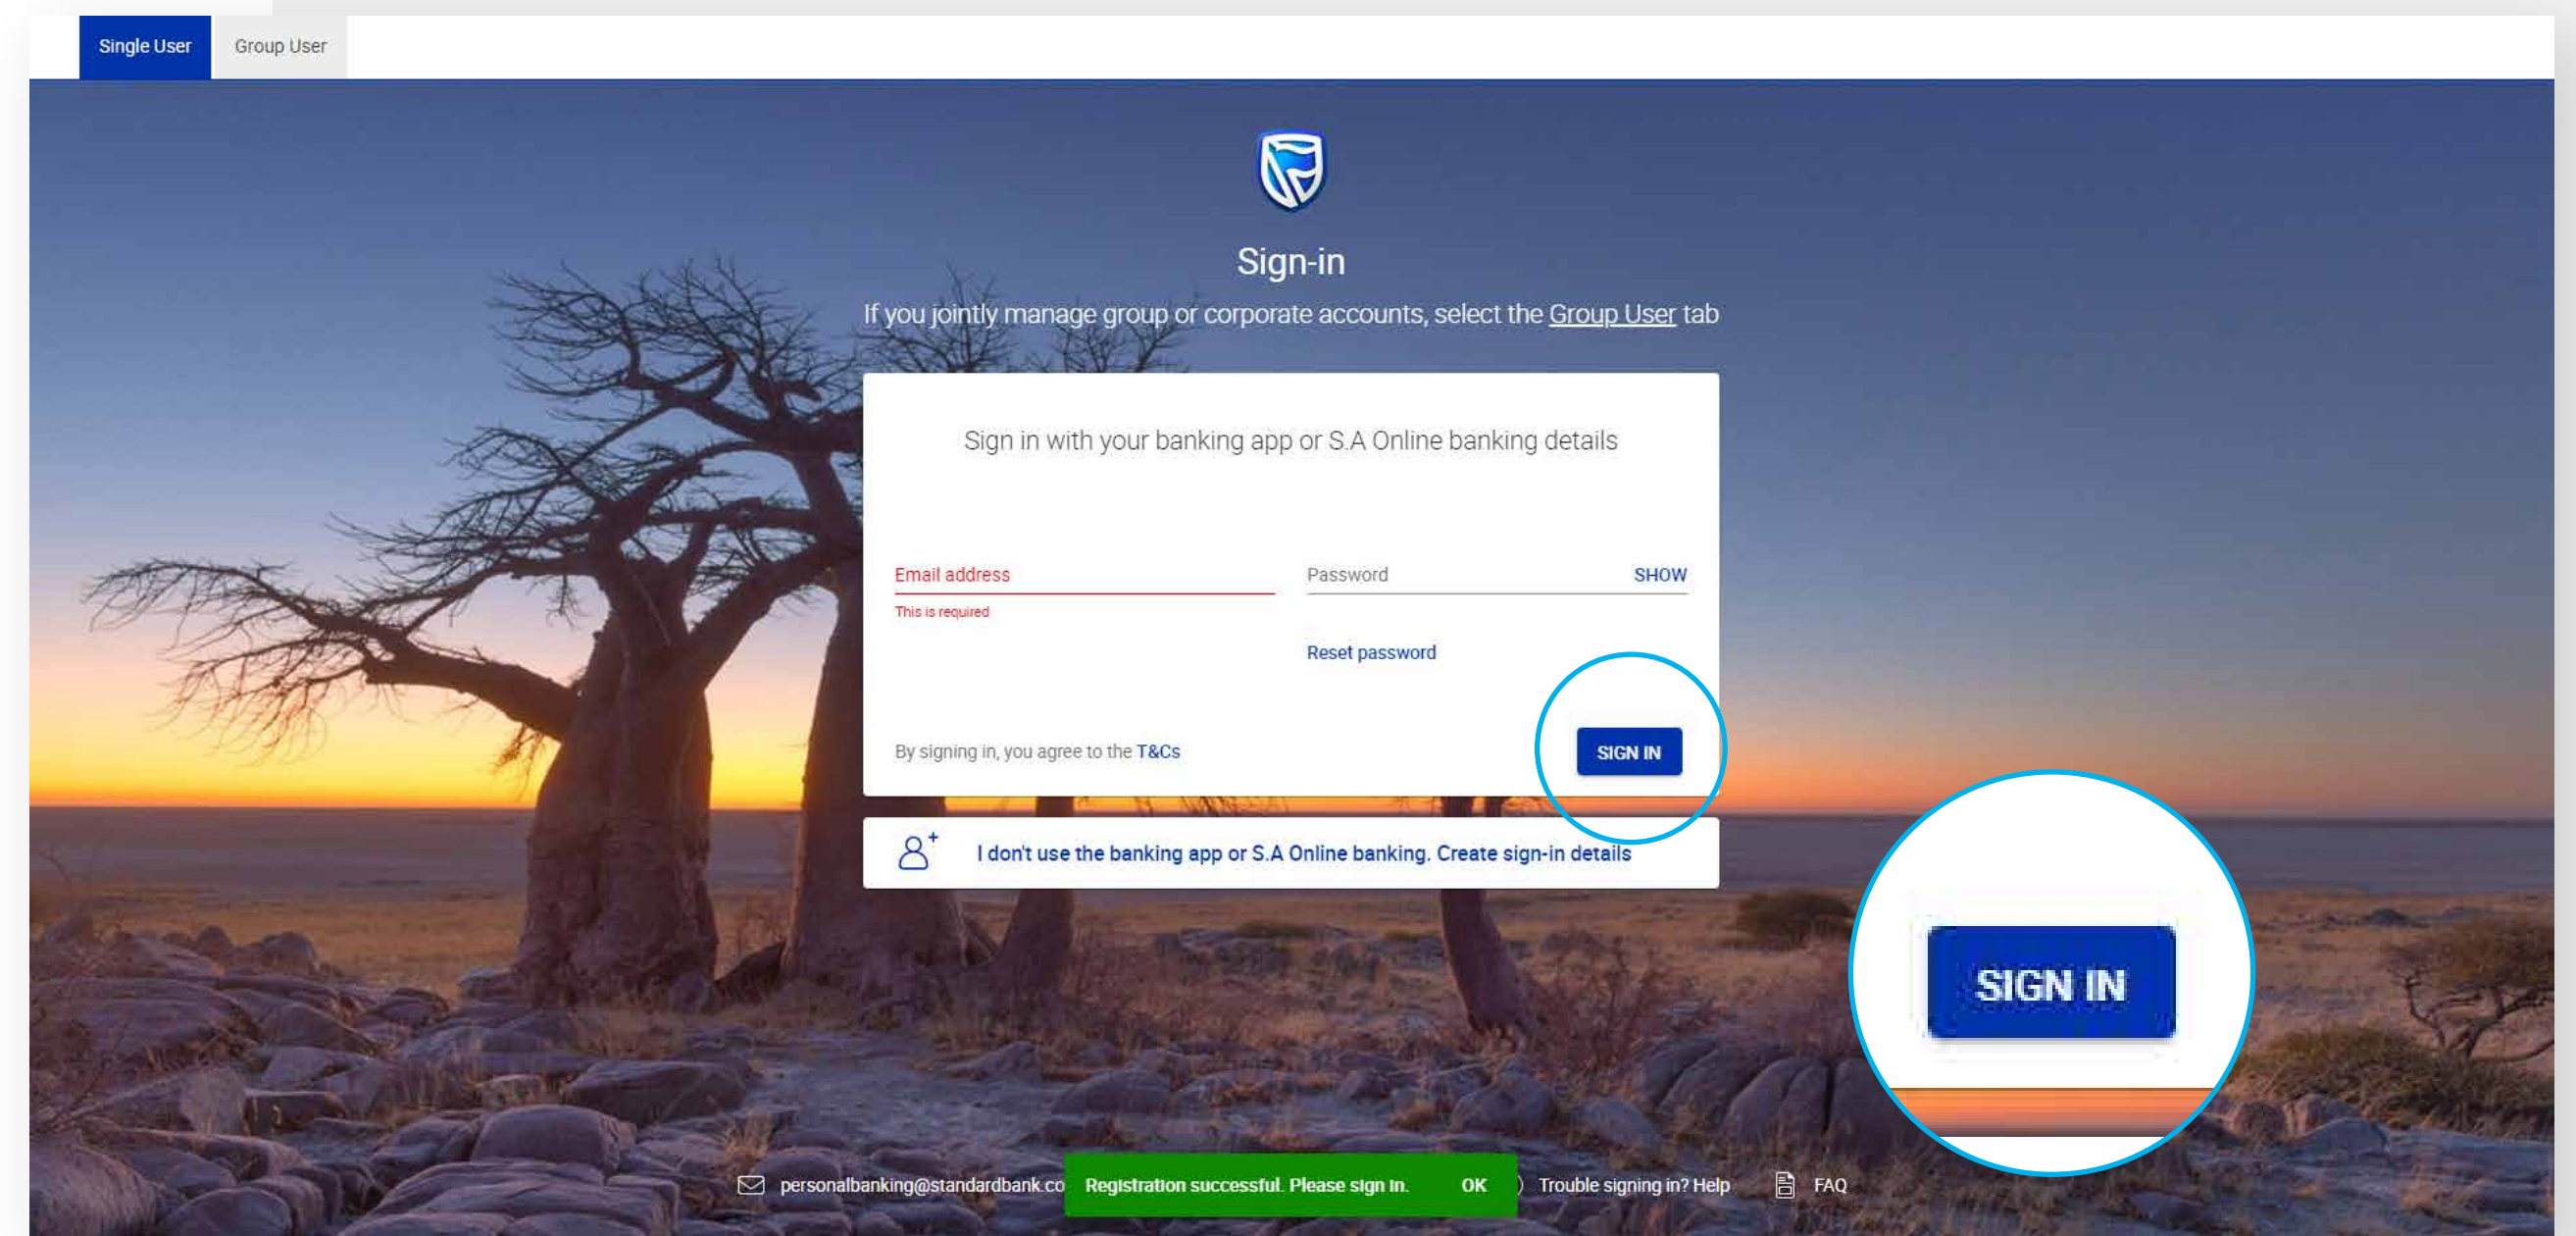 Single User
Group User
Sign-in
If you jointly manage group or corporate accounts, select the Group User tab
Sign in with your banking app or S.A Online banking details
Email address
Password
SHOW
This is required
Reset password
By signing in, you agree to the T&Cs
SIGN IN
I don't use the banking app or S.A Online banking. Create sign-in details
SIGN IN
personalbanking@standardbank.co
Registration successful. Please sign in.
OK
Trouble signing in? Help
FAQ